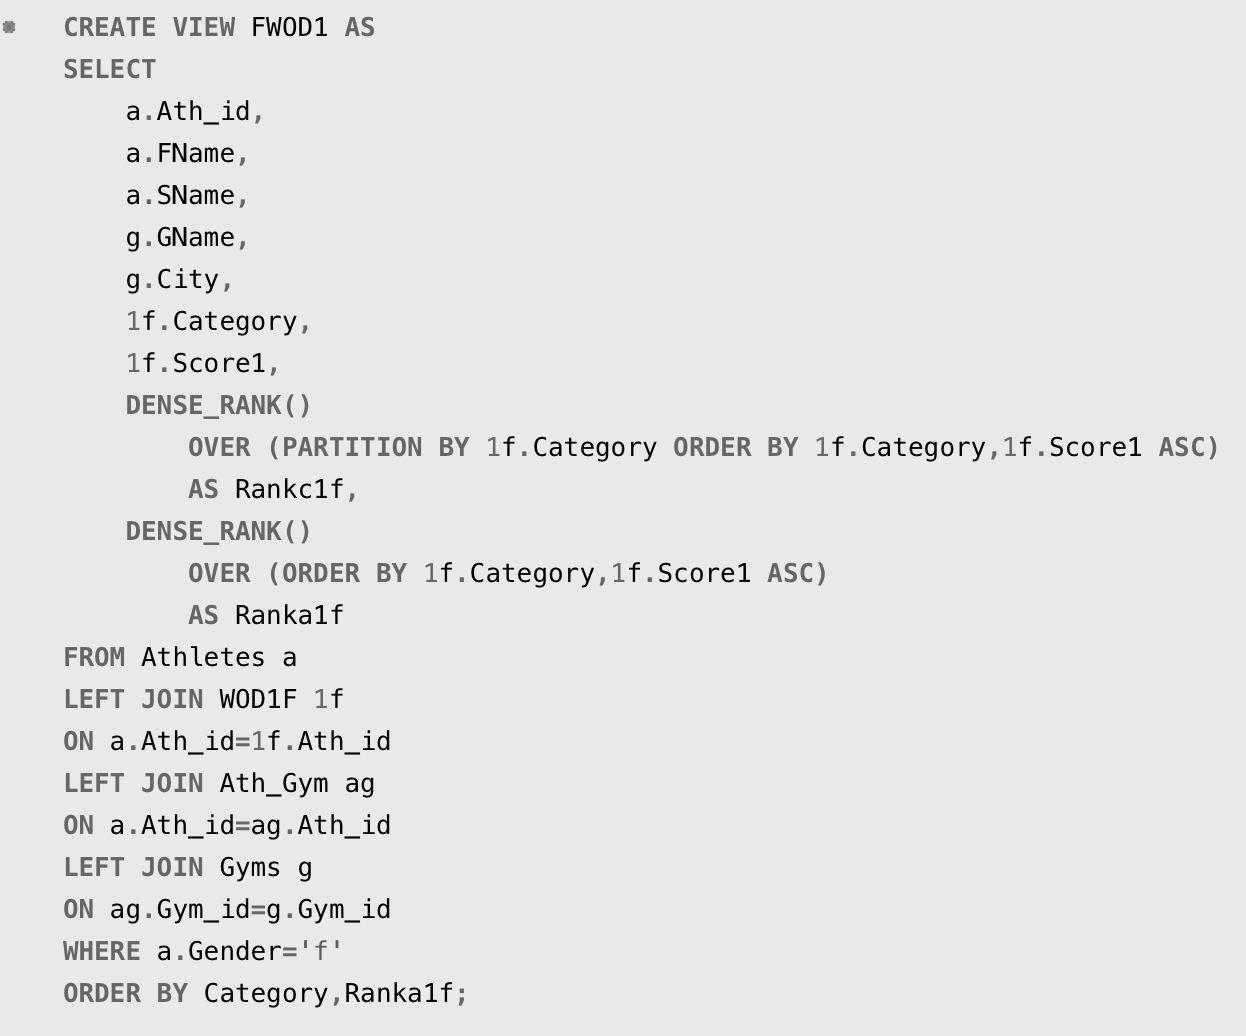 CREATE VIEW FWOD1 AS
SELECT
a.Ath_id,
a.FName,
a.SName,
g.GName,
g.City,
1f.Category,
1f.Score1,
DENSE_RANK()
OVER (PARTITION BY 1f.Category ORDER BY 1f.Category,1f.Score1 ASC)
AS Rankc1f,
DENSE_RANK()
OVER (ORDER BY 1f.Category,1f.Score1 ASC)
AS Ranka1f
FROM Athletes a
LEFT JOIN WOD1F 1f
ON a.Ath_id=1f.Ath_id
LEFT JOIN Ath_Gym ag
ON a.Ath_id=ag.Ath_id
LEFT JOIN Gyms g
ON ag.Gym_id=g.Gym_id
WHERE a.Gender='f'
ORDER BY Category,Ranka1f;